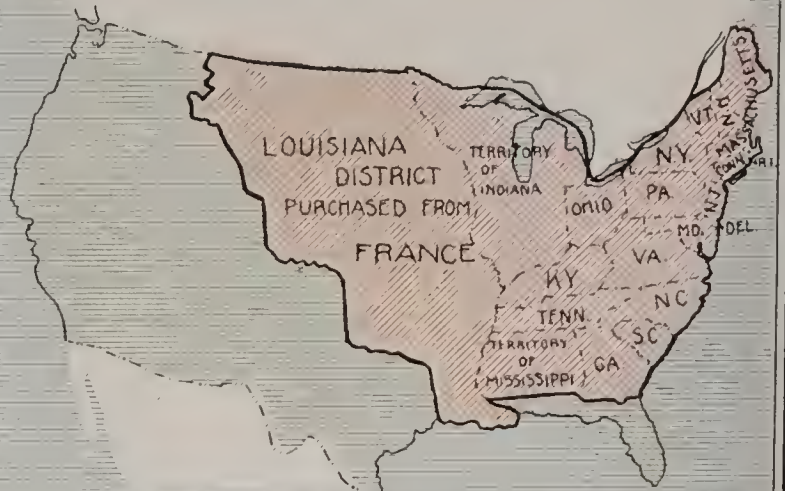 LOUISIANA
DISTRICT
PURCHASED FROM
FRANCE
TERRITORY
OF
INDIANA
OHIO
KY
TENN.
TERRITORY
OF
MISSISSIPPI
GA
SC
NC
VA.
MD.
DEL.
PA.
N.J.
N.Y.
CONN.
R.I.
VT.
N.H.
MASSACHUSETTS